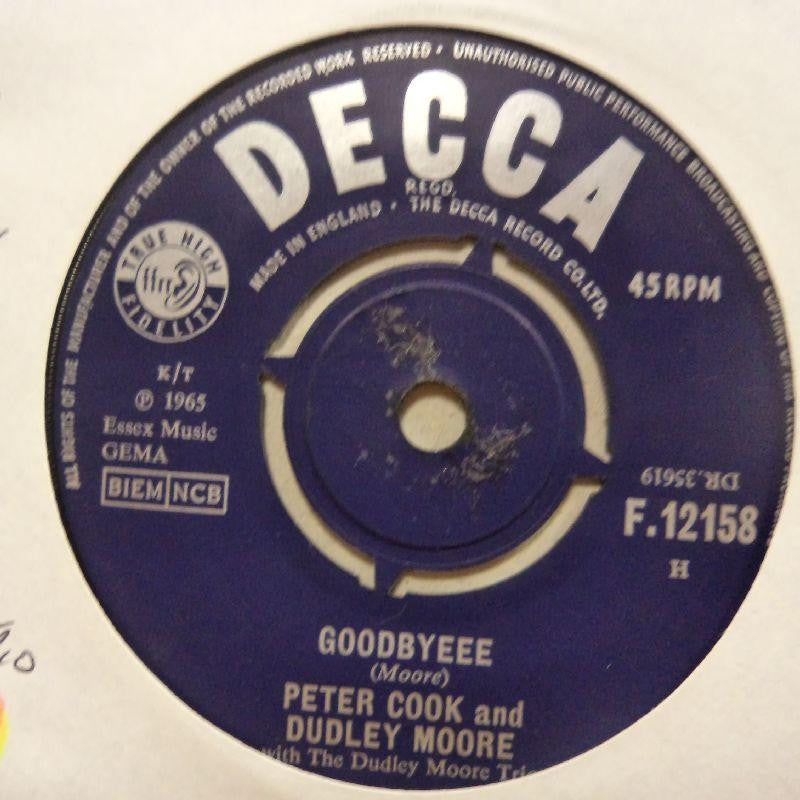 ALL RIGHTS OF THE MANUFACTURER AND OF THE OWNER OF THE RECORDED WORK RESERVED · UNAUTHORISED PUBLIC PERFORMANCE BROADCASTING AND COPYING OF THIS
DECCA
REGD.
MADE IN ENGLAND · THE DECCA RECORD CO. LTD.
TRUE HIGH FIDELITY
ffrr
45 RPM
K/T
℗ 1965
Essex Music
GEMA
BIEM NCB
DR.35619
F.12158
H
GOODBYEEE
(Moore)
PETER COOK and
DUDLEY MOORE
with The Dudley Moore Trio